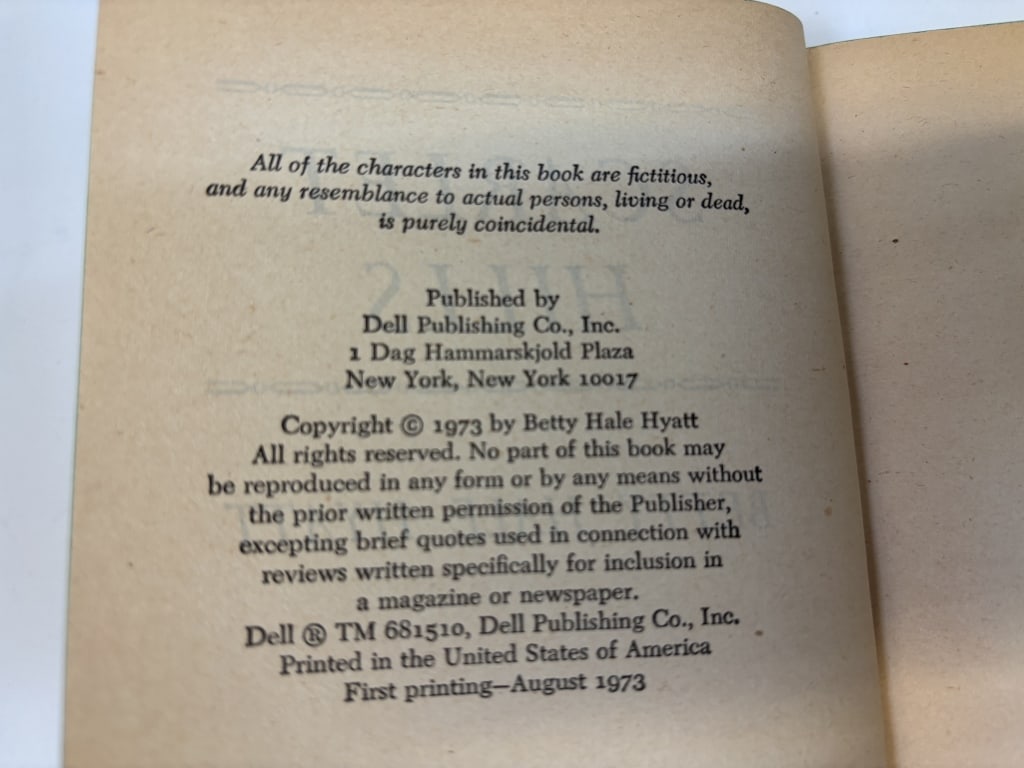 All of the characters in this book are fictitious,
and any resemblance to actual persons, living or dead,
is purely coincidental.
Published by
Dell Publishing Co., Inc.
1 Dag Hammarskjold Plaza
New York, New York 10017
Copyright © 1973 by Betty Hale Hyatt
All rights reserved. No part of this book may
be reproduced in any form or by any means without
the prior written permission of the Publisher,
excepting brief quotes used in connection with
reviews written specifically for inclusion in
a magazine or newspaper.
Dell ® TM 681510, Dell Publishing Co., Inc.
Printed in the United States of America
First printing—August 1973